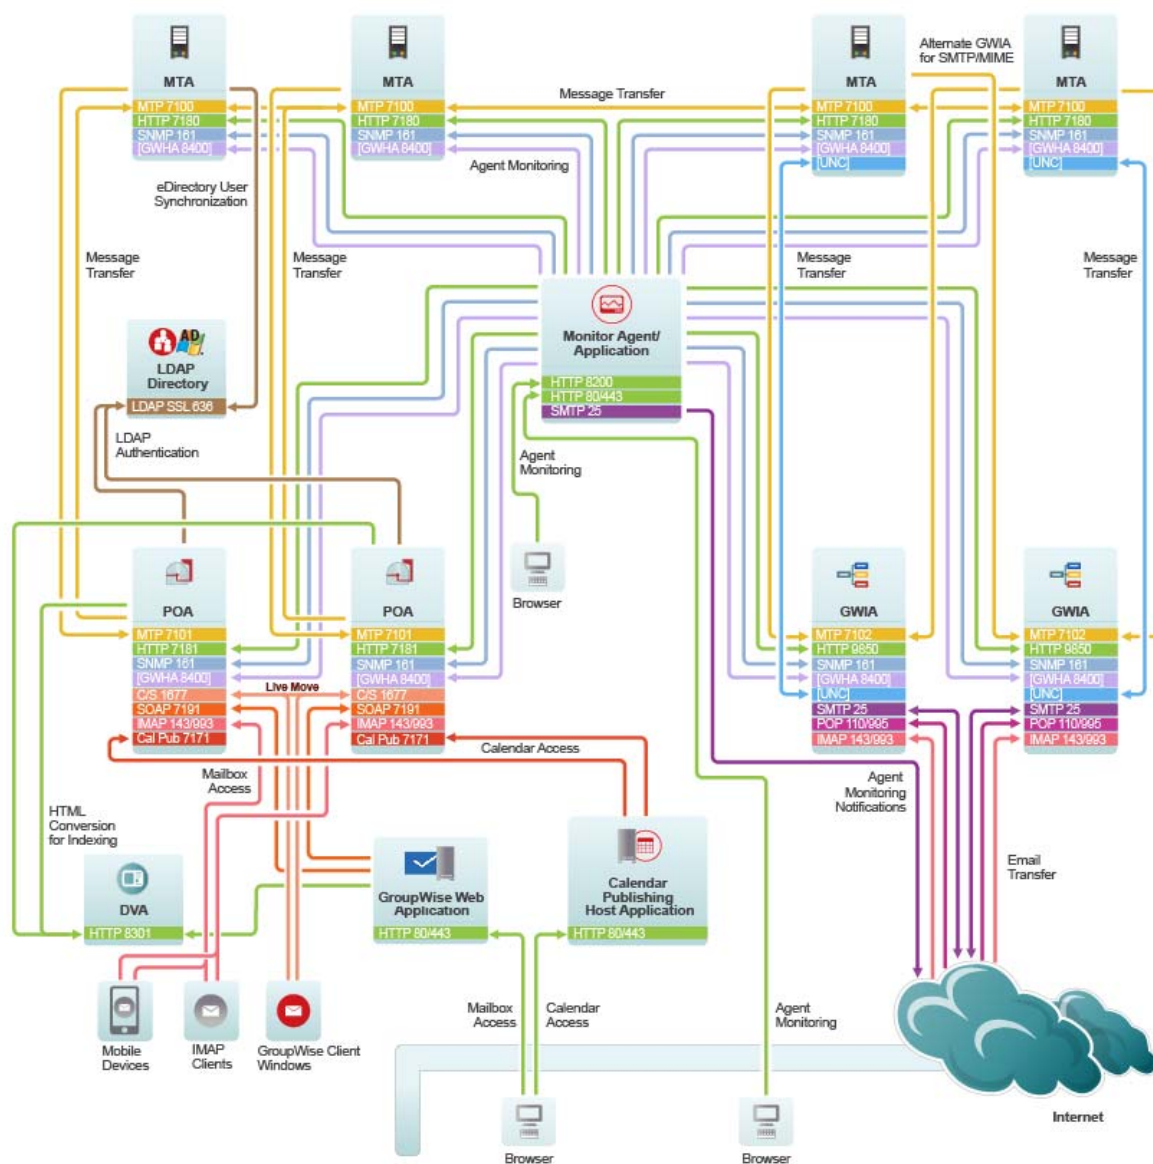 Alternate GWIA
for SMTP/MIME
MTA
MTP 7100
HTTP 7180
SNMP 161
[GWHA 8400]
MTA
MTP 7100
HTTP 7180
SNMP 161
[GWHA 8400]
Message Transfer
Agent Monitoring
MTA
MTP 7100
HTTP 7180
SNMP 161
[GWHA 8400]
[UNC]
MTA
MTP 7100
HTTP 7180
SNMP 161
[GWHA 8400]
[UNC]
eDirectory User
Synchronization
Message
Transfer
Message
Transfer
Message
Transfer
Message
Transfer
AD
LDAP
Directory
LDAP SSL 636
Monitor Agent/
Application
HTTP 8200
HTTP 80/443
SMTP 25
LDAP
Authentication
Agent
Monitoring
Browser
POA
MTP 7101
HTTP 7181
SNMP 161
[GWHA 8400]
C/S 1677
SOAP 7191
IMAP 143/993
Cal Pub 7171
Live Move
POA
MTP 7101
HTTP 7181
SNMP 161
[GWHA 8400]
C/S 1677
SOAP 7191
IMAP 143/993
Cal Pub 7171
Calendar Access
GWIA
MTP 7102
HTTP 9850
SNMP 161
[GWHA 8400]
[UNC]
SMTP 25
POP 110/995
IMAP 143/993
GWIA
MTP 7102
HTTP 9850
SNMP 161
[GWHA 8400]
[UNC]
SMTP 25
POP 110/995
IMAP 143/993
Mailbox
Access
Agent
Monitoring
Notifications
HTML
Conversion
for Indexing
DVA
HTTP 8301
GroupWise Web
Application
HTTP 80/443
Calendar
Publishing
Host Application
HTTP 80/443
Email
Transfer
Mobile
Devices
IMAP
Clients
GroupWise Client
Windows
Mailbox
Access
Calendar
Access
Agent
Monitoring
Internet
Browser
Browser